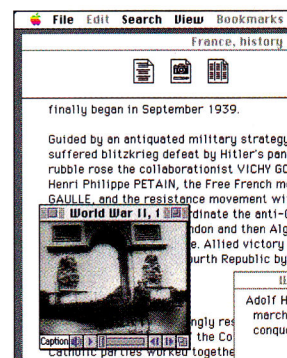 File Edit Search View Bookmarks
France, history
finally began in September 1939.
Guided by an antiquated military strategy
suffered blitzkrieg defeat by Hitler's pan
rubble rose the collaborationist VICHY GO
Henri Philippe PETAIN, the Free French m
GAULLE, and the resistance movement wi
World War II, 1
dinate the anti-
ndon and then Alg
e. Allied victory
urth Republic by
Adolf H
ngly res
march
the Co
conqu
Caption
Catholic parties worked togethe